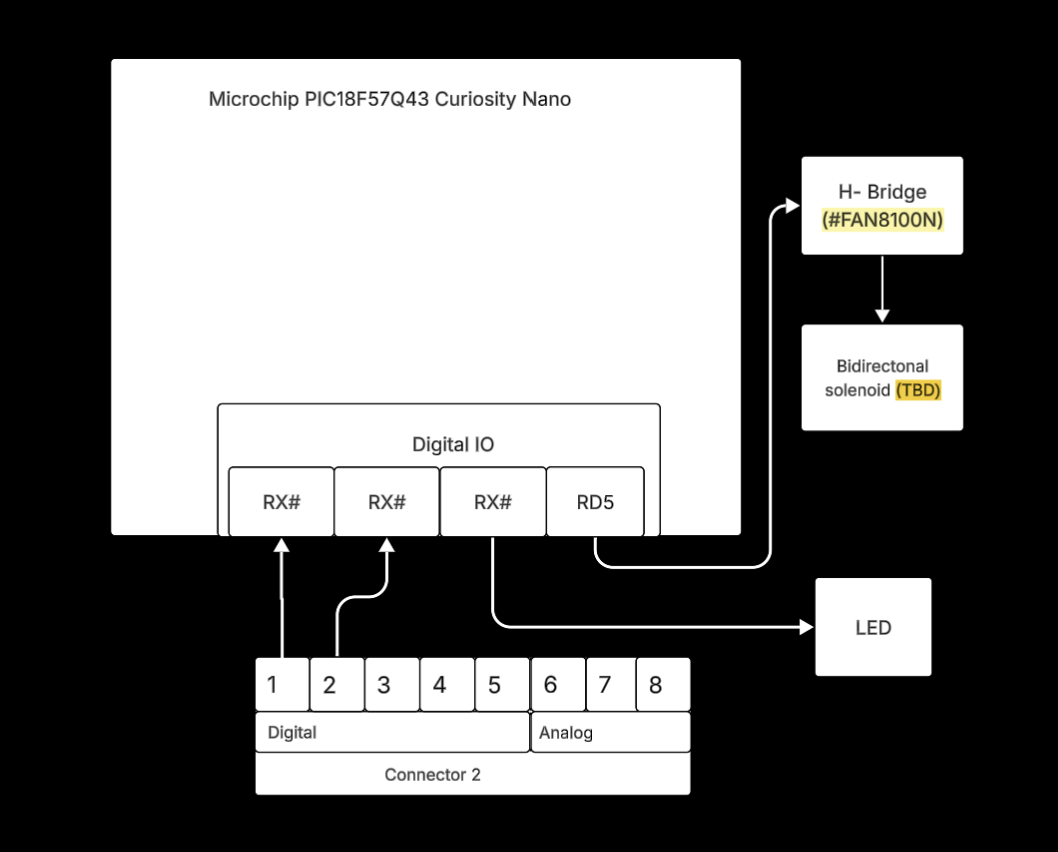 Microchip PIC18F57Q43 Curiosity Nano
H- Bridge
(#FAN8100N)
Bidirectonal
solenoid (TBD)
Digital IO
RX#
RX#
RX#
RD5
LED
1
2
3
4
5
6
7
8
Digital
Analog
Connector 2